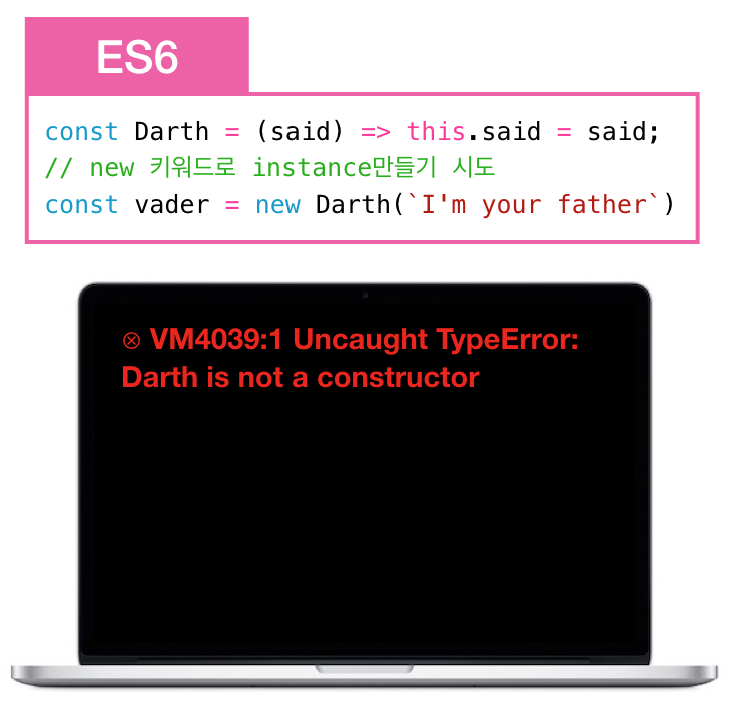 ES6
const Darth = (said) => this.said = said;
// new 키워드로 instance만들기 시도
const vader = new Darth(`I'm your father`)
⊗ VM4039:1 Uncaught TypeError:
Darth is not a constructor